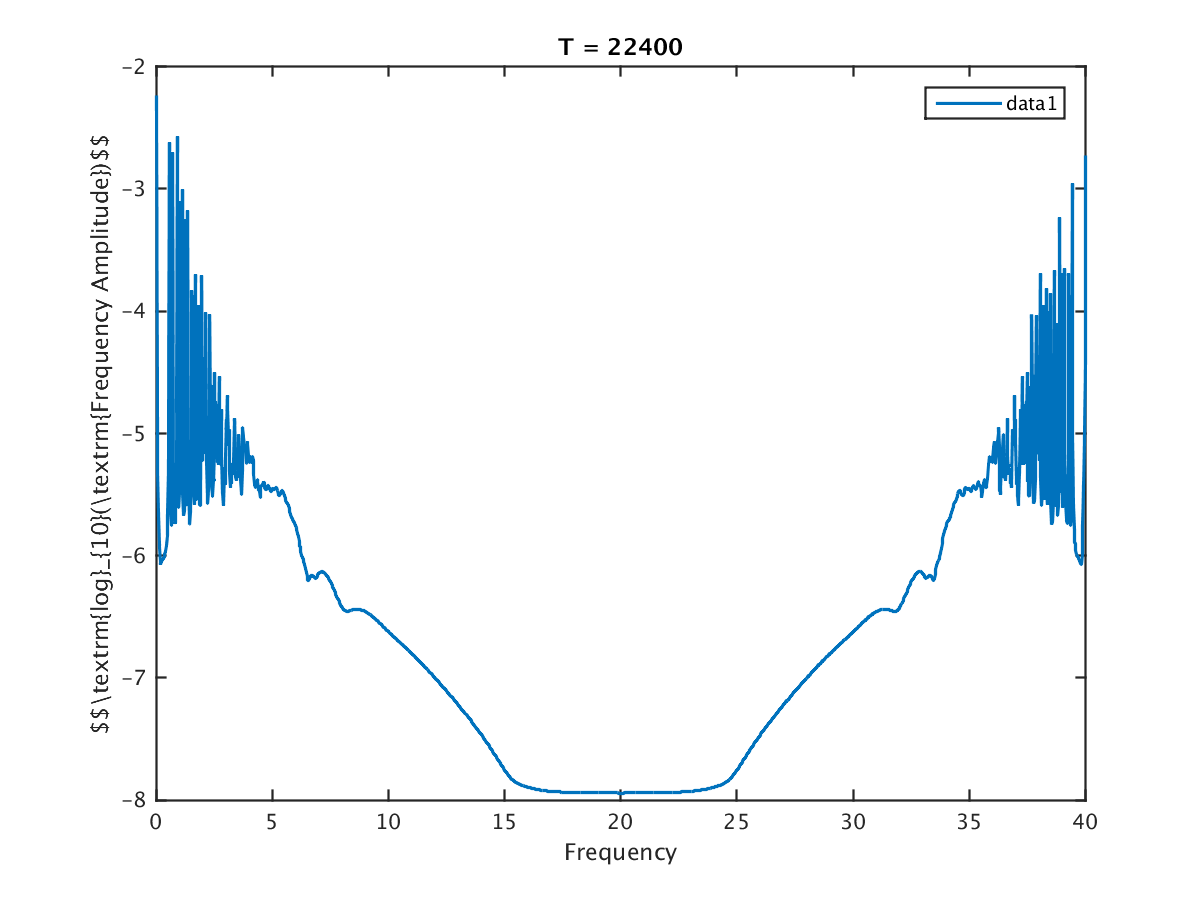 T = 22400
data1
$$\textrm{log}_{10}(\textrm{Frequency Amplitude})$$
-2
-3
-4
-5
-6
-7
-8
0 5 10 15 20 25 30 35 40
Frequency